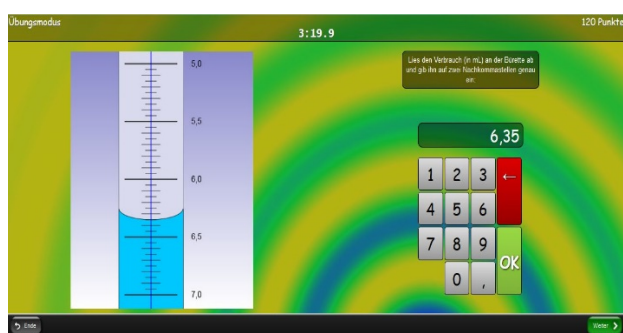 Übungsmodus
3:19.9
120 Punkte
Lies den Vertrauch (in mL) an der Bürette ab
und gib ihn auf zwei Nachkommastellen genau
ein:
5,0
5,5
6,0
6,5
7,0
6,35
1 2 3 ←
4 5 6
7 8 9 OK
0 ,
Ende
Weiter